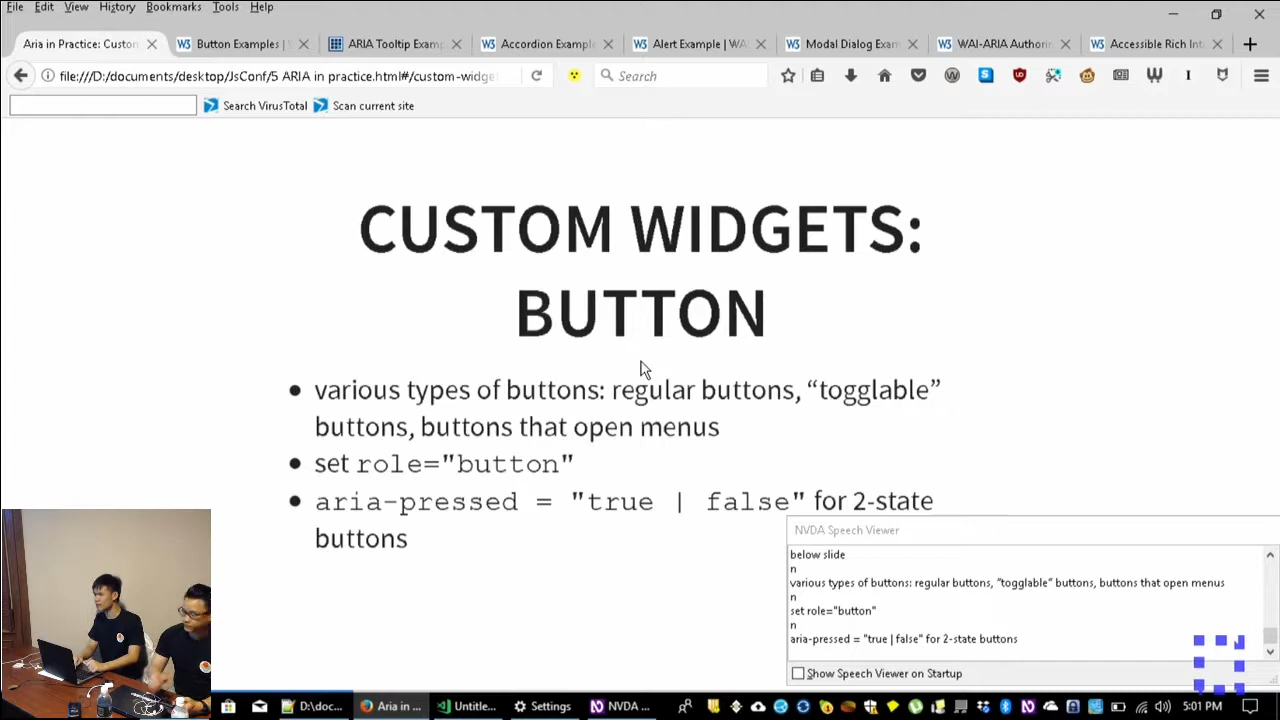 File Edit View History Bookmarks Tools Help
Aria in Practice: Custon
Button Examples |
ARIA Tooltip Examp
Accordion Example
Alert Example | WA
Modal Dialog Exam
WAI-ARIA Authorin
Accessible Rich Int
file:///D:/documents/desktop/JsConf/5 ARIA in practice.html#/custom-widge
Search
Search VirusTotal
Scan current site
CUSTOM WIDGETS:
BUTTON
• various types of buttons: regular buttons, “togglable”
buttons, buttons that open menus
• set role="button"
• aria-pressed = "true | false" for 2-state
buttons
NVDA Speech Viewer
below slide
n
various types of buttons: regular buttons, “togglable” buttons, buttons that open menus
n
set role="button"
n
aria-pressed = "true | false" for 2-state buttons
Show Speech Viewer on Startup
D:\doc...
Aria in ...
Untitle...
Settings
NVDA ...
5:01 PM